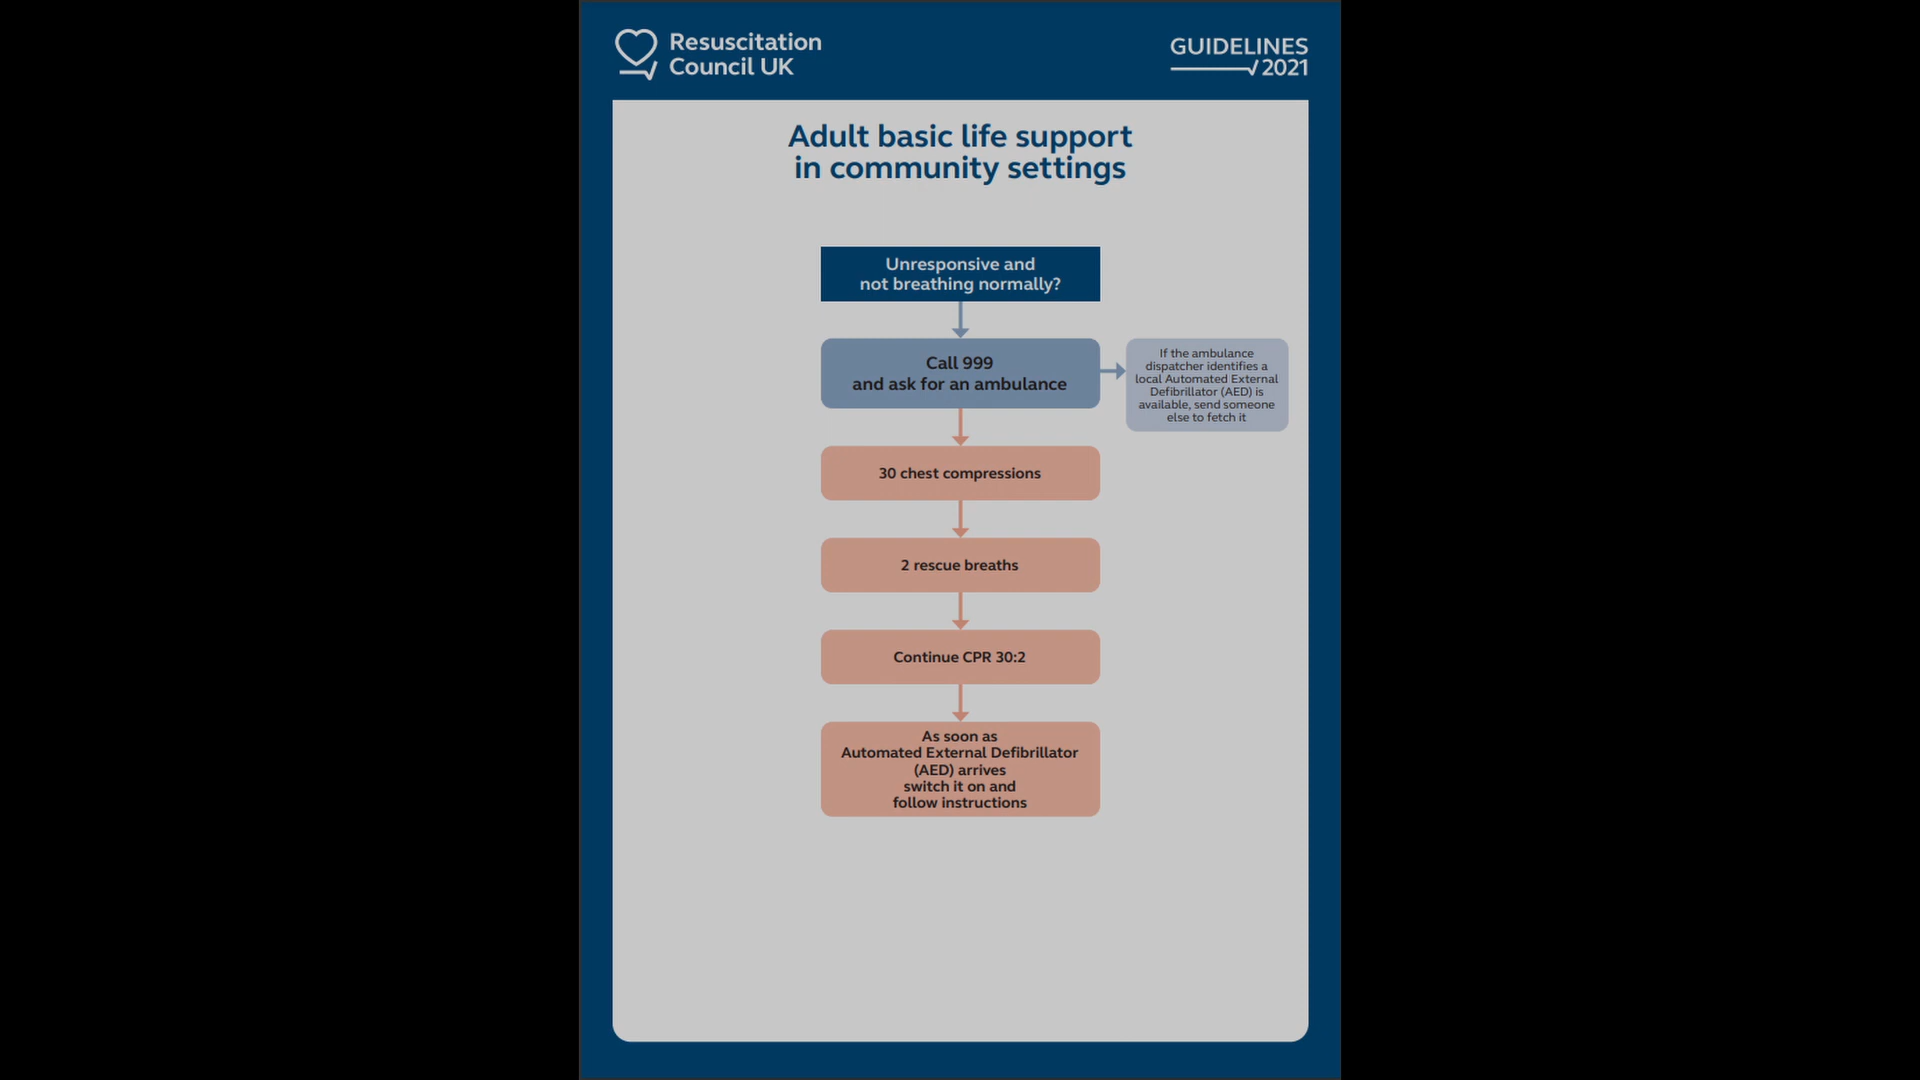 Resuscitation
Council UK
GUIDELINES
2021
Adult basic life support
in community settings
Unresponsive and
not breathing normally?
Call 999
and ask for an ambulance
If the ambulance
dispatcher identifies a
local Automated External
Defibrillator (AED) is
available, send someone
else to fetch it
30 chest compressions
2 rescue breaths
Continue CPR 30:2
As soon as
Automated External Defibrillator
(AED) arrives
switch it on and
follow instructions